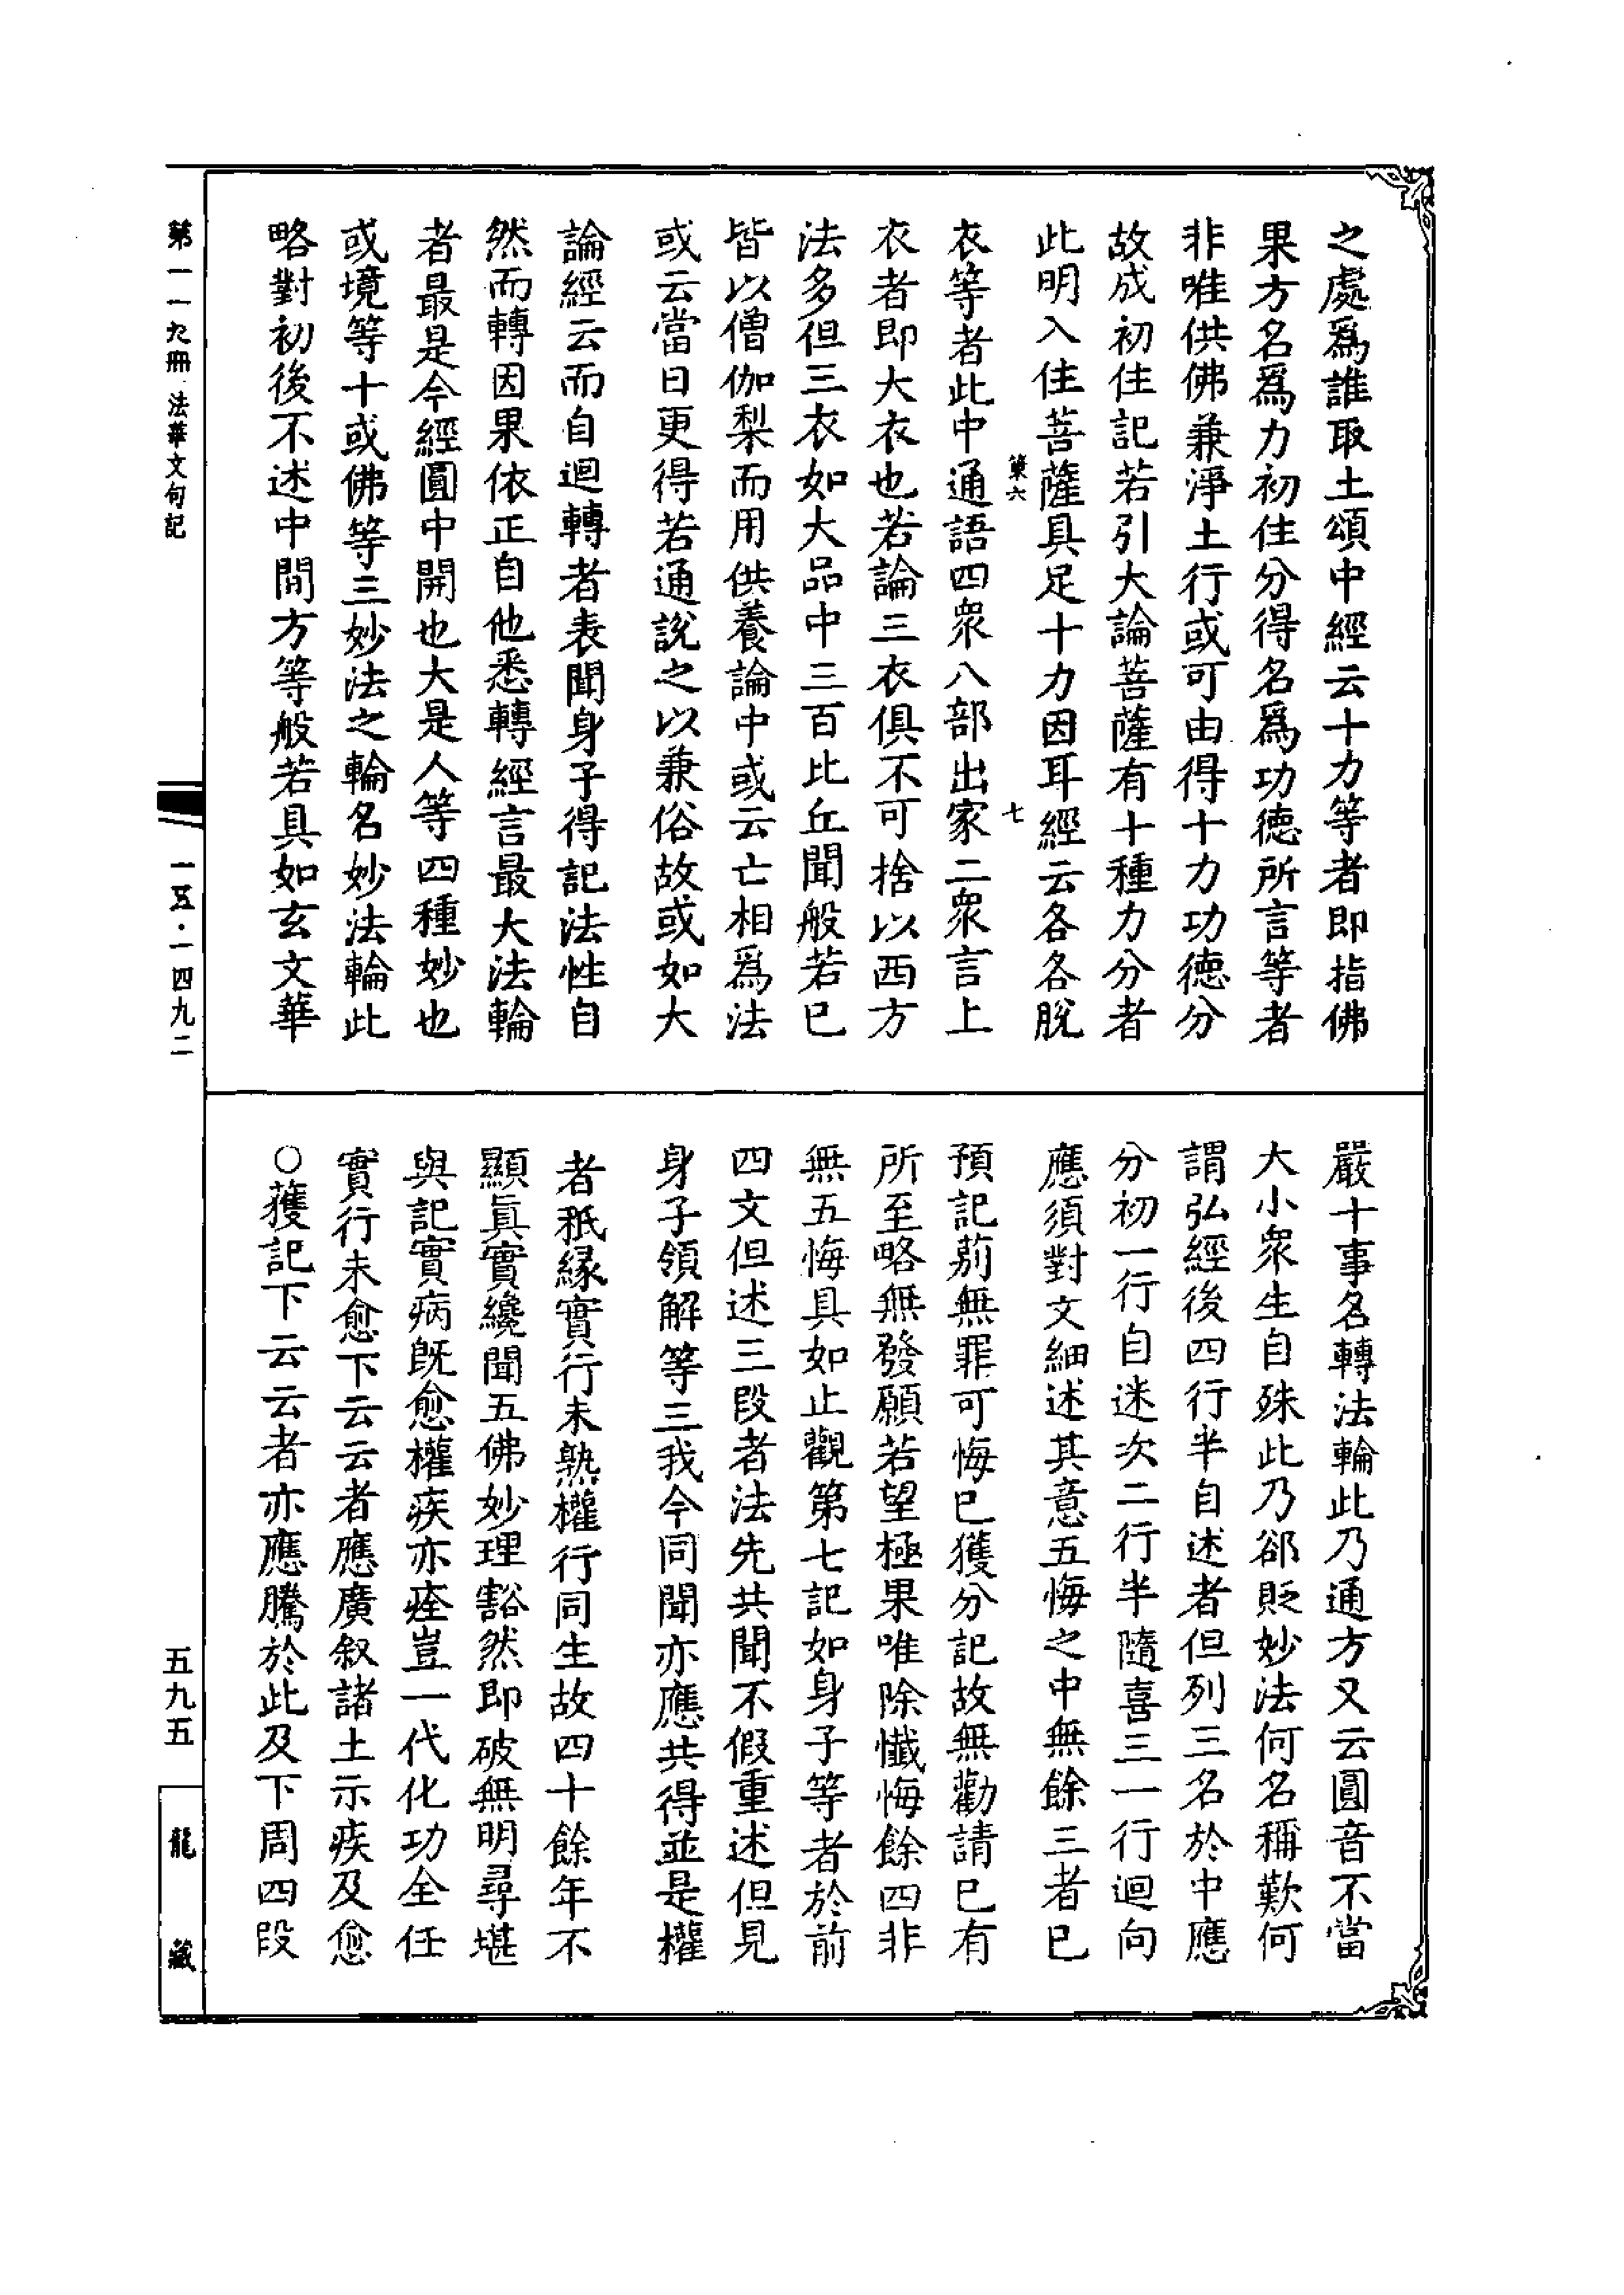 之處爲誰取土頌中經云十力等者即指佛
果方名爲力初住分得名爲功德所言等者
非唯供佛兼淨土行或可由得十力功德分
故成初住記若引大論菩薩有十種力分者
此明入住菩薩具足十力因耳經云各各脫
策六
七
衣等者此中通語四衆八部出家二衆言上
衣者即大衣也若論三衣俱不可捨以西方
法多但三衣如大品中三百比丘聞般若已
皆以僧伽梨而用供養論中或云亡相爲法
或云當日更得若通說之以兼俗故或如大
論經云而自迴轉者表聞身子得記法性自
然而轉因果依正自他悉轉經言最大法輪
者最是今經圓中開也大是人等四種妙也
或境等十或佛等三妙法之輪名妙法輪此
略對初後不述中間方等般若具如玄文華
嚴十事名轉法輪此乃通方又云圓音不當
大小衆生自殊此乃郤貶妙法何名稱歎何
謂弘經後四行半自述者但列三名於中應
分初一行自述次二行半隨喜三一行迴向
應須對文細述其意五悔之中無餘三者已
預記莂無罪可悔已獲分記故無勸請已有
所至略無發願若望極果唯除懺悔餘四非
無五悔具如止觀第七記如身子等者於前
四文但述三段者法先共聞不假重述但見
身子領解等三我今同聞亦應共得並是權
者秖緣實行未熟權行同生故四十餘年不
顯眞實纔聞五佛妙理豁然即破無明尋堪
與記實病旣愈權疾亦痊豈一代化功全任
實行未愈下云云者應廣叙諸土示疾及愈
○獲記下云云者亦應騰於此及下周四段
第一一九冊 法華文句記
一五·一四九二
五九五
龍藏